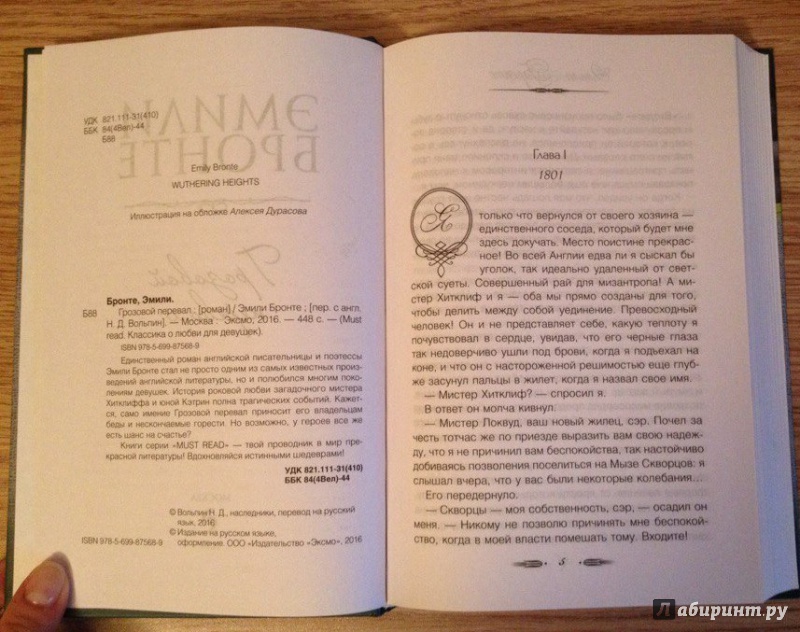 УДК 821.111-31(410)
ББК 84(4Вел)-44
Б88
ЭМИЛИ
БРОНТЕ
Emily Bronte
WUTHERING HEIGHTS
Иллюстрация на обложке Алексея Дурасова
Грозовой
Бронте, Эмили.
Б88 Грозовой перевал : [роман] / Эмили Бронте ; [пер. с англ.
Н. Д. Вольпин]. — Москва : Эксмо, 2016. — 448 с. — (Must
read. Классика о любви для девушек).
ISBN 978-5-699-87568-9
Единственный роман английской писательницы и поэтессы
Эмили Бронте стал не просто одним из самых известных произ-
ведений английской литературы, но и полюбился многим поко-
лениям девушек. История роковой любви загадочного мистера
Хитклиффа и юной Кэтрин полна трагических событий. Кажет-
ся, само имение Грозовой перевал приносит его владельцам
беды и нескончаемые горести. Но возможно, у героев все же
есть шанс на счастье?
Книги серии «MUST READ» — твой проводник в мир пре-
красной литературы! Вдохновляйся истинными шедеврами!
УДК 821.111-31(410)
ББК 84(4Вел)-44
МОСКВА
© Вольпин Н. Д., наследники, перевод на русский
язык, 2016
© Издание на русском языке,
ISBN 978-5-699-87568-9 оформление. ООО «Издательство «Эксмо», 2016
Глава I
1801
Я только что вернулся от своего хозяина —
единственного соседа, который будет мне
здесь докучать. Место поистине прекрас-
ное! Во всей Англии едва ли я сыскал бы
уголок, так идеально удаленный от свет-
ской суеты. Совершенный рай для мизантропа! А ми-
стер Хитклиф и я — оба мы прямо созданы для того,
чтобы делить между собой уединение. Превосходный
человек! Он и не представляет себе, какую теплоту я
почувствовал в сердце, увидав, что его черные глаза
так недоверчиво ушли под брови, когда я подъехал на
коне, и что он с настороженной решимостью еще глуб-
же засунул пальцы в жилет, когда я назвал свое имя.
— Мистер Хитклиф? — спросил я.
В ответ он молча кивнул.
— Мистер Локвуд, ваш новый жилец, сэр. Почел за
честь тотчас же по приезде выразить вам свою надеж-
ду, что я не причинил вам беспокойства, так настойчиво
добиваясь позволения поселиться на Мызе Скворцов: я
слышал вчера, что у вас были некоторые колебания…
Его передернуло.
— Скворцы — моя собственность, сэр, — осадил он
меня. — Никому не позволю причинять мне беспокой-
ство, когда в моей власти помешать тому. Входите!
5
Лабиринт.ру